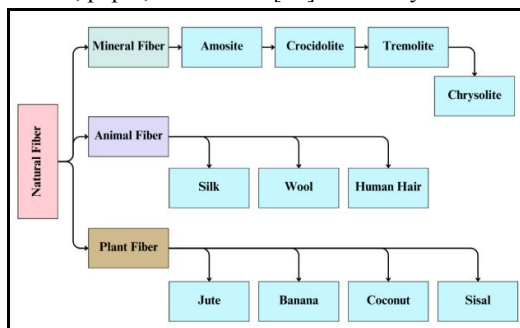 Mineral Fiber
Amosite
Crocidolite
Tremolite
Chrysolite
Natural Fiber
Animal Fiber
Silk
Wool
Human Hair
Plant Fiber
Jute
Banana
Coconut
Sisal